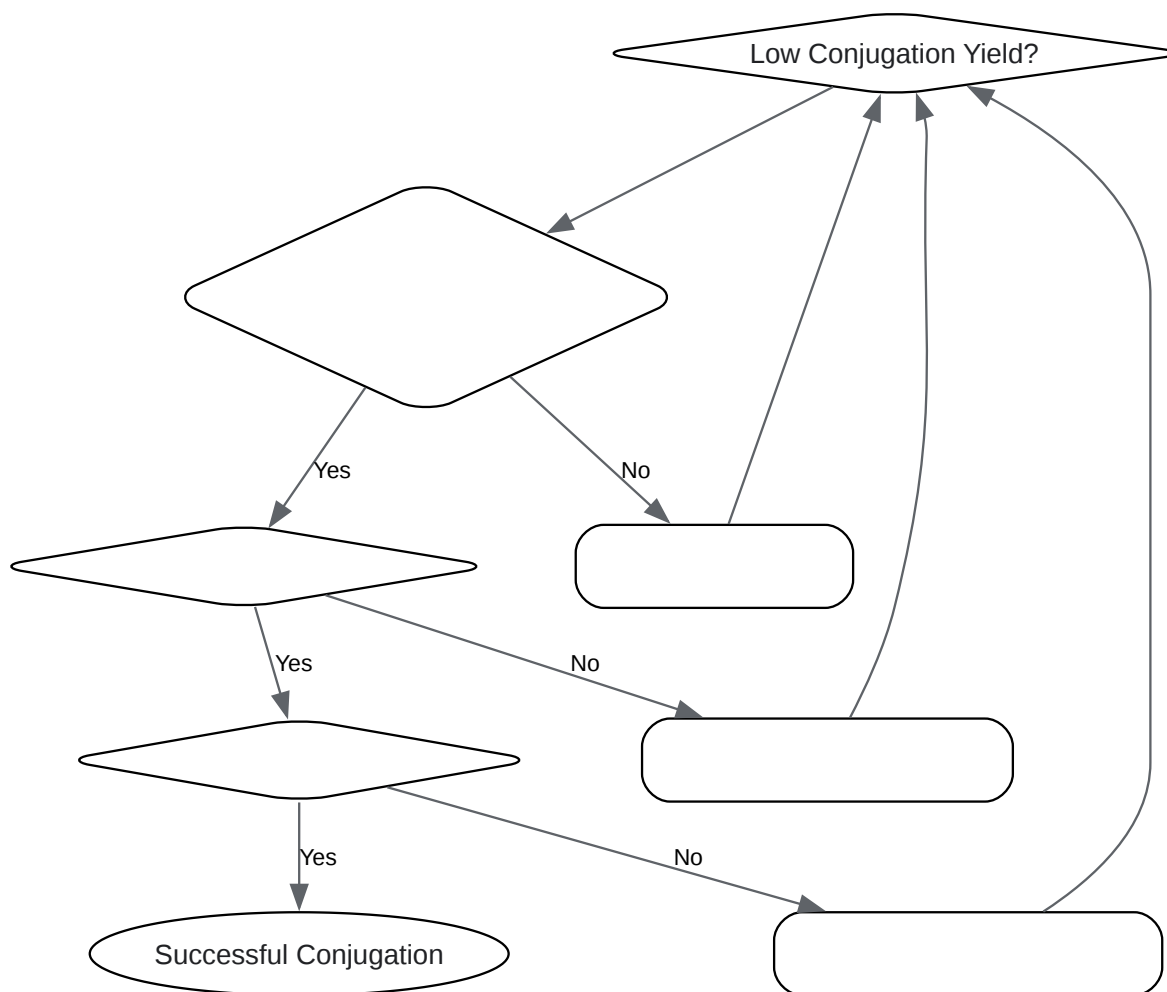 Low Conjugation Yield?
Yes
No
Yes
No
Yes
No
Successful Conjugation